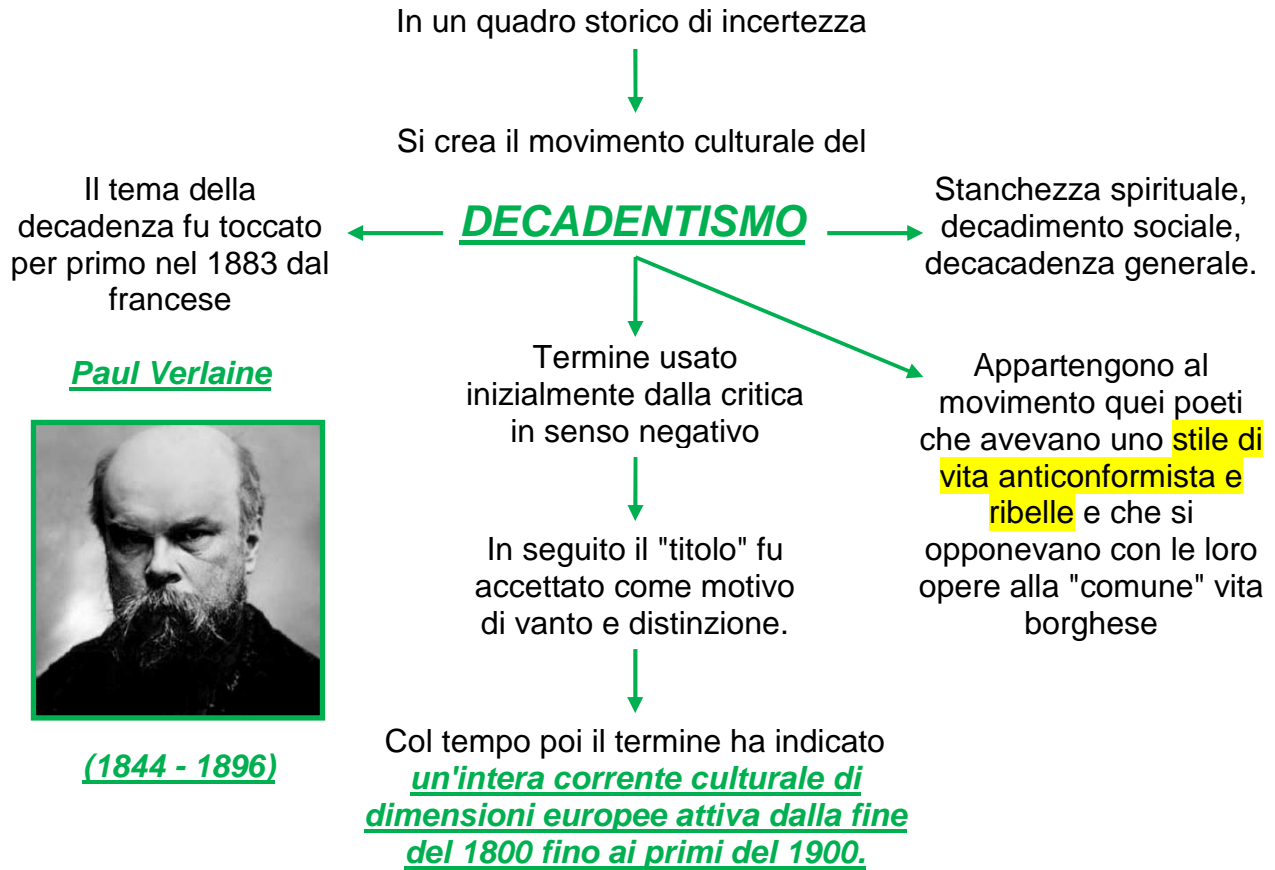 In un quadro storico di incertezza
Si crea il movimento culturale del
DECADENTISMO
Il tema della
decadenza fu toccato
per primo nel 1883 dal
francese
Paul Verlaine
(1844 - 1896)
Stanchezza spirituale,
decadimento sociale,
decacadenza generale.
Termine usato
inizialmente dalla critica
in senso negativo
In seguito il "titolo" fu
accettato come motivo
di vanto e distinzione.
Col tempo poi il termine ha indicato
un'intera corrente culturale di
dimensioni europee attiva dalla fine
del 1800 fino ai primi del 1900.
Appartengono al
movimento quei poeti
che avevano uno stile di
vita anticonformista e
ribelle e che si
opponevano con le loro
opere alla "comune" vita
borghese